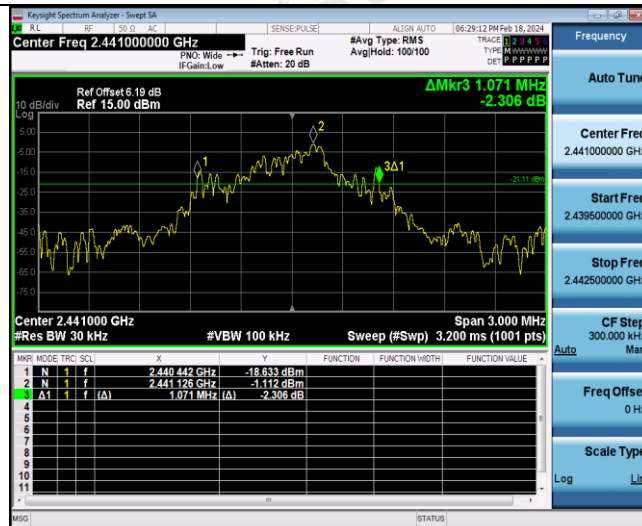 Keysight Spectrum Analyzer - Swept SA
RL RF 50 Ω AC SENSE:PULSE ALIGN AUTO 06:29:12 PM Feb 18, 2024
Center Freq 2.441000000 GHz #Avg Type: RMS TRACE 1 2 3 4 5 6 Frequency
PNO: Wide Trig: Free Run Avg|Hold: 100/100 TYPE M WWWWW
IFGain:Low #Atten: 20 dB DET P P P P P P
Auto Tune
Ref Offset 6.19 dB ΔMkr3 1.071 MHz
10 dB/div Ref 15.00 dBm -2.306 dB
Log
5.00
-5.00
-15.0
-25.0
-35.0
-45.0
-55.0
-65.0
-75.0
1
2
3Δ1
-21.11 dBm
Center Freq
2.441000000 GHz
Start Freq
2.439500000 GHz
Stop Freq
2.442500000 GHz
Center 2.441000 GHz Span 3.000 MHz
#Res BW 30 kHz #VBW 100 kHz Sweep (#Swp) 3.200 ms (1001 pts)
CF Step
300.000 kHz
Auto Man
MKR MODE TRC SCL X Y FUNCTION FUNCTION WIDTH FUNCTION VALUE
1 N 1 f 2.440 442 GHz -18.633 dBm
2 N 1 f 2.441 126 GHz -1.112 dBm
3 Δ1 1 f (Δ) 1.071 MHz (Δ) -2.306 dB
4
5
6
7
8
9
10
11
Freq Offset
0 Hz
Scale Type
Log Lin
MSG STATUS